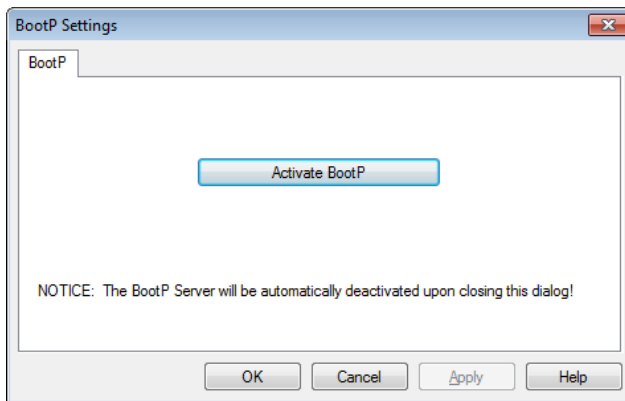 BootP Settings
BootP
Activate BootP
NOTICE:  The BootP Server will be automatically deactivated upon closing this dialog!
OK
Cancel
Apply
Help